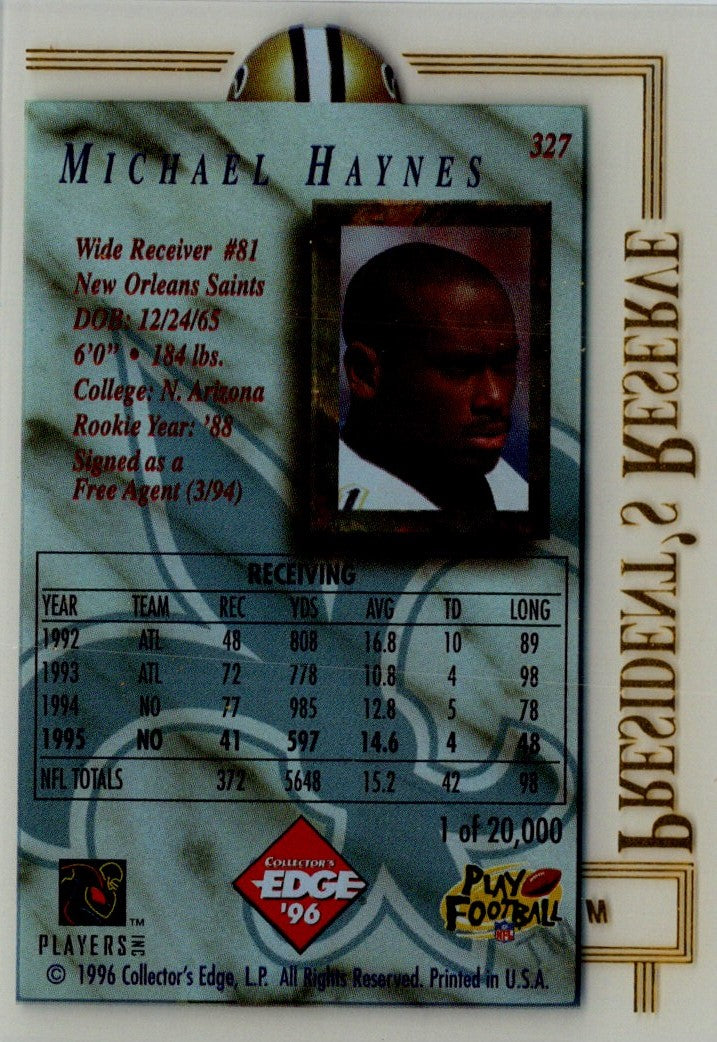 327
MICHAEL HAYNES
Wide Receiver #81
New Orleans Saints
DOB: 12/24/65
6'0" • 184 lbs.
College: N. Arizona
Rookie Year: '88
Signed as a
Free Agent (3/94)
PRESIDENT'S RESERVE
RECEIVING
YEAR TEAM REC YDS AVG TD LONG
1992 ATL 48 808 16.8 10 89
1993 ATL 72 778 10.8 4 98
1994 NO 77 985 12.8 5 78
1995 NO 41 597 14.6 4 48
NFL TOTALS 372 5648 15.2 42 98
1 of 20,000
COLLECTOR'S
EDGE
'96
PLAY
FOOTBALL
NFL
TM
PLAYERS INC
TM
© 1996 Collector's Edge, L.P. All Rights Reserved. Printed in U.S.A.